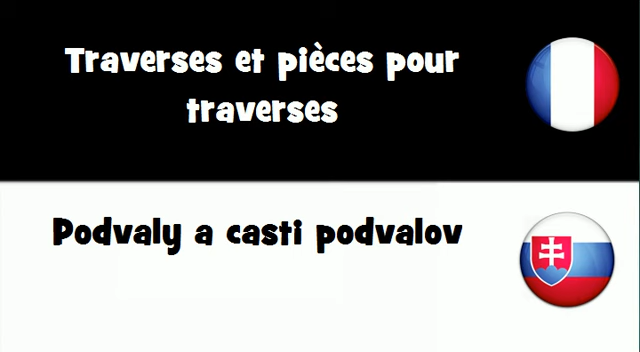 Traverses et pièces pour
traverses
Podvaly a casti podvalov